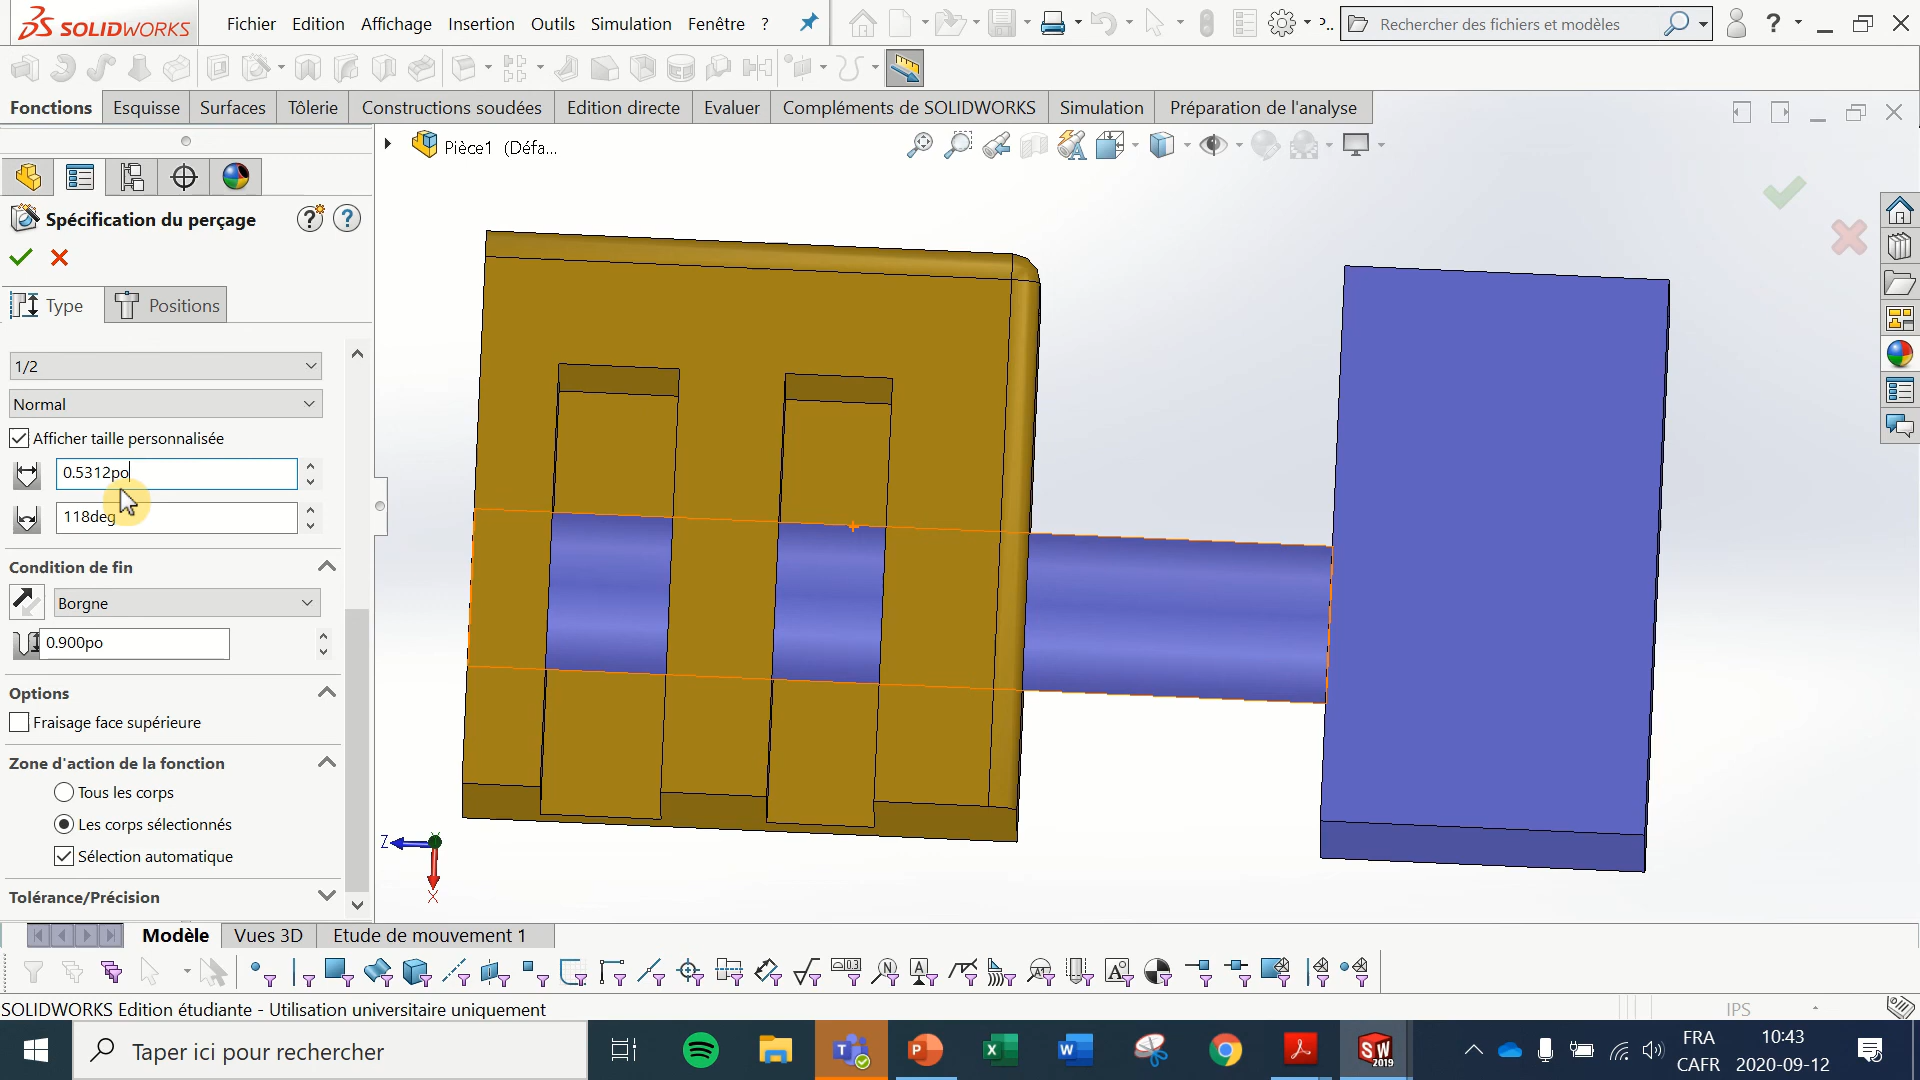 SOLIDWORKS
Fichier Edition Affichage Insertion Outils Simulation Fenêtre ?
Rechercher des fichiers et modèles
Fonctions Esquisse Surfaces Tôlerie Constructions soudées Edition directe Evaluer Compléments de SOLIDWORKS Simulation Préparation de l'analyse
Pièce1 (Défa...
Spécification du perçage
Type Positions
1/2
Normal
Afficher taille personnalisée
0.5312po
118deg
Condition de fin
Borgne
0.900po
Options
Fraisage face supérieure
Zone d'action de la fonction
Tous les corps
Les corps sélectionnés
Sélection automatique
Tolérance/Précision
Z
Y
X
Modèle Vues 3D Etude de mouvement 1
SOLIDWORKS Edition étudiante - Utilisation universitaire uniquement
IPS
Taper ici pour rechercher
FRA
CAFR
10:43
2020-09-12